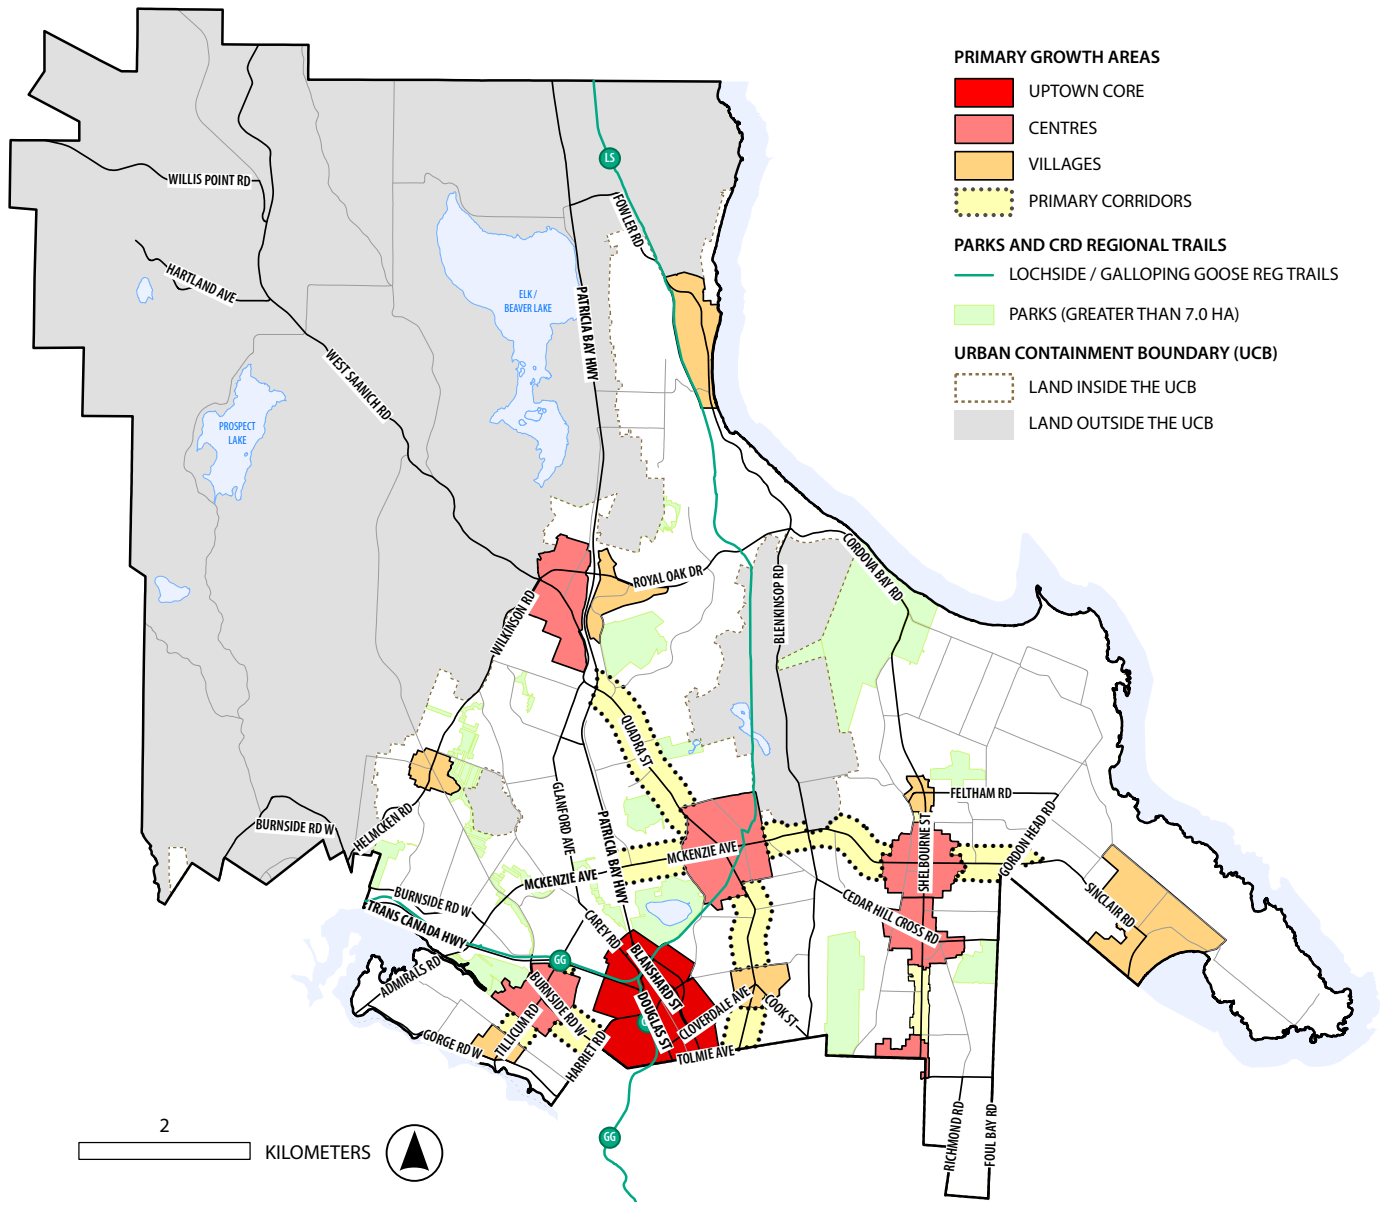 PRIMARY GROWTH AREAS
UPTOWN CORE
CENTRES
VILLAGES
PRIMARY CORRIDORS
PARKS AND CRD REGIONAL TRAILS
LOCHSIDE / GALLOPING GOOSE REG TRAILS
PARKS (GREATER THAN 7.0 HA)
URBAN CONTAINMENT BOUNDARY (UCB)
LAND INSIDE THE UCB
LAND OUTSIDE THE UCB
LS
WILLIS POINT RD
FOWLER RD
HARTLAND AVE
ELK /
BEAVER LAKE
PATRICIA BAY HWY
WEST SAANICH RD
PROSPECT
LAKE
ROYAL OAK DR
CORDOVA BAY RD
BLENKINSOP RD
WILKINSON RD
QUADRA ST
GLANFORD AVE
PATRICIA BAY HWY
FELTHAM RD
BURNSIDE RD W
HELMCKEN RD
MCKENZIE AVE
SHELBOURNE ST
GORDON HEAD RD
MCKENZIE AVE
BURNSIDE RD W
TRANS CANADA HWY
CAREY RD
CEDAR HILL CROSS RD
SINCLAIR RD
GG
ADMIRALS RD
BLANSHARD ST
BURNSIDE RD W
DOUGLAS ST
CLOVERDALE AVE
COOK ST
TILLICUM RD
GORGE RD W
HARRIET RD
TOLMIE AVE
GG
RICHMOND RD
FOUL BAY RD
2
KILOMETERS